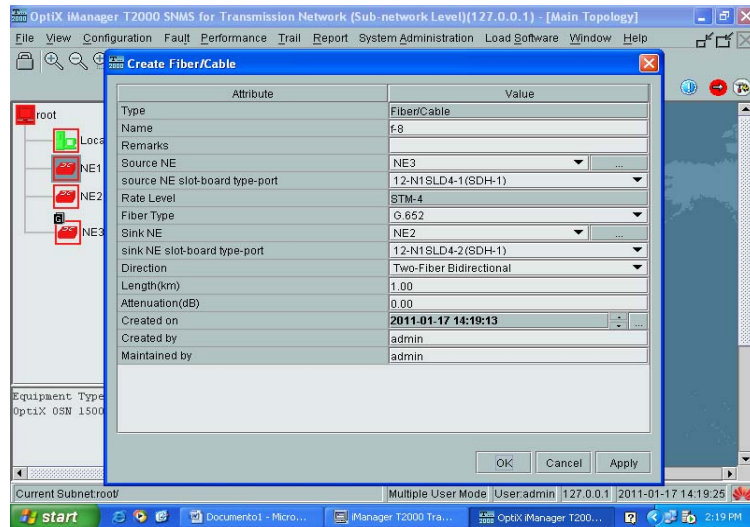 OptiX iManager T2000 SNMS for Transmission Network (Sub-network Level)(127.0.0.1) - [Main Topology]
File View Configuration Fault Performance Trail Report System Administration Load Software Window Help
Create Fiber/Cable
Attribute Value
Type Fiber/Cable
Name f-8
Remarks
Source NE NE3 ...
source NE slot-board type-port 12-N1SLD4-1(SDH-1)
Rate Level STM-4
Fiber Type G.652
Sink NE NE2 ...
sink NE slot-board type-port 12-N1SLD4-2(SDH-1)
Direction Two-Fiber Bidirectional
Length(km) 1.00
Attenuation(dB) 0.00
Created on 2011-01-17 14:19:13 ...
Created by admin
Maintained by admin
OK Cancel Apply
root
Loca
NE1
NE2
G
NE3
Equipment Type
OptiX OSN 1500
Current Subnet:root/ Multiple User Mode User:admin 127.0.0.1 2011-01-17 14:19:25
start Documento1 - Micro... iManager T2000 Tra... OptiX iManager T200... 2:19 PM